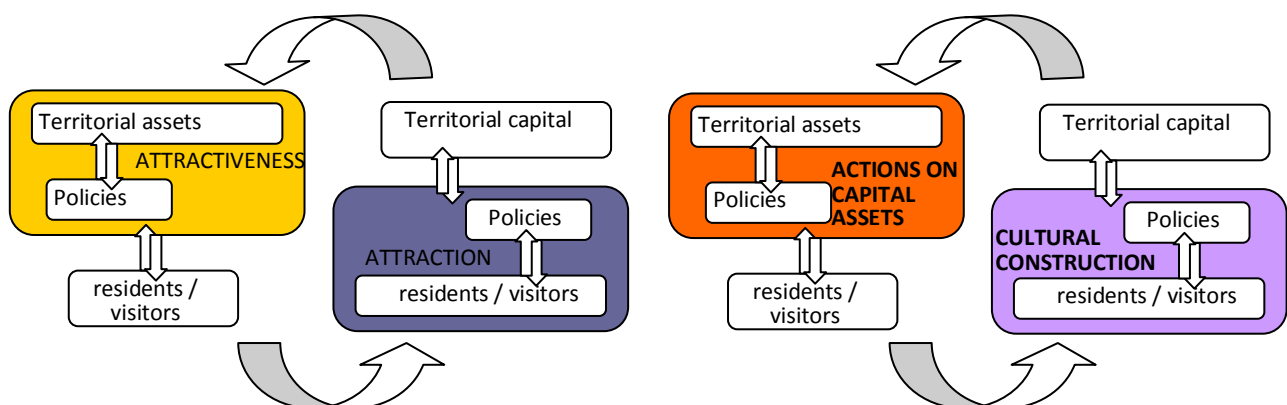 Territorial assets
ATTRACTIVENESS
Policies
residents /
visitors
Territorial capital
Policies
ATTRACTION
residents / visitors
Territorial assets
ACTIONS ON
CAPITAL
ASSETS
Policies
residents /
visitors
Territorial capital
Policies
CULTURAL
CONSTRUCTION
residents / visitors